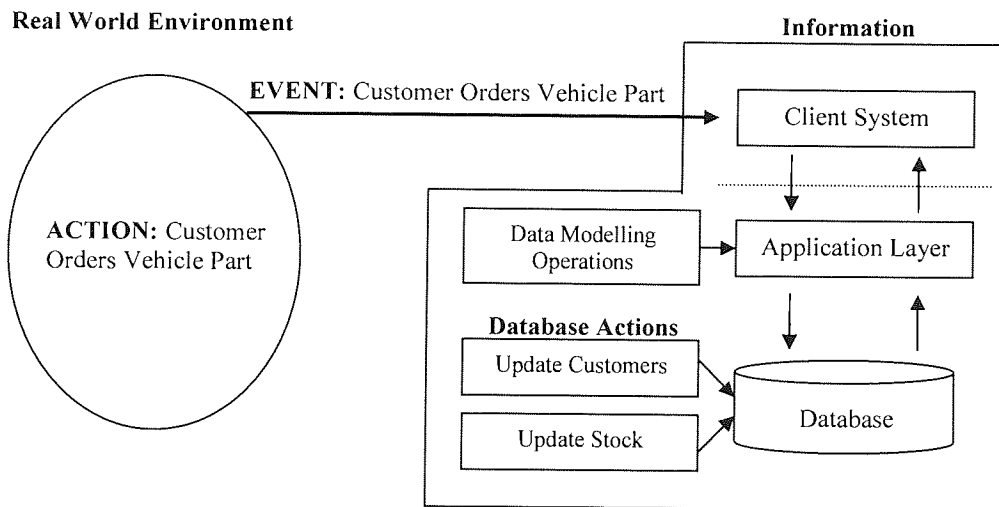 Real World Environment
Information
EVENT: Customer Orders Vehicle Part
Client System
ACTION: Customer
Orders Vehicle Part
Data Modelling
Operations
Application Layer
Database Actions
Update Customers
Update Stock
Database